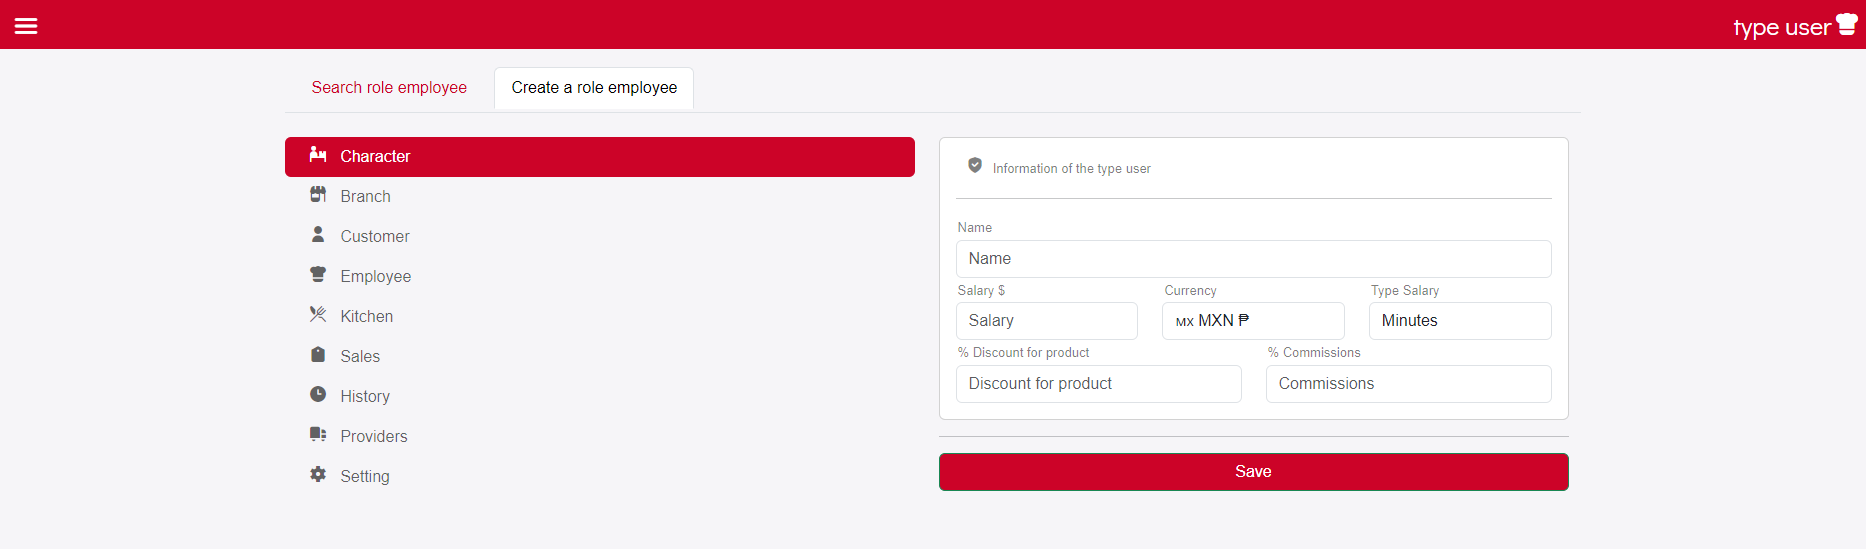 type user
Search role employee
Create a role employee
Character
Branch
Customer
Employee
Kitchen
Sales
History
Providers
Setting
Information of the type user
Name
Name
Salary $ Currency Type Salary
Salary MX MXN ₱ Minutes
% Discount for product % Commissions
Discount for product Commissions
Save